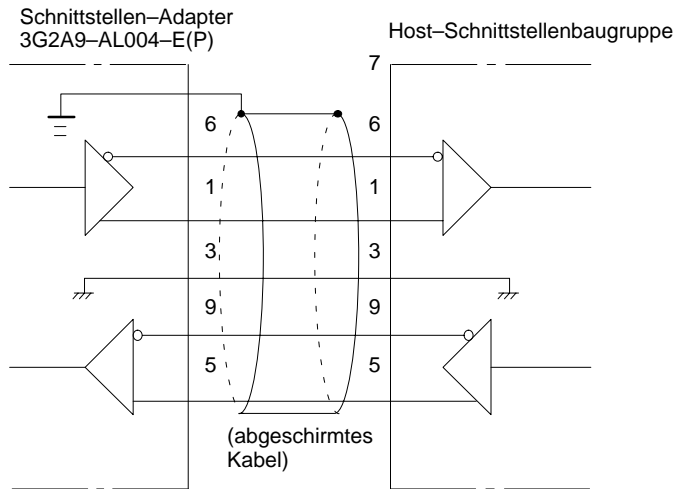 Schnittstellen–Adapter
3G2A9–AL004–E(P)
Host–Schnittstellenbaugruppe
7
6 6
1 1
3 3
9 9
5 5
(abgeschirmtes
Kabel)